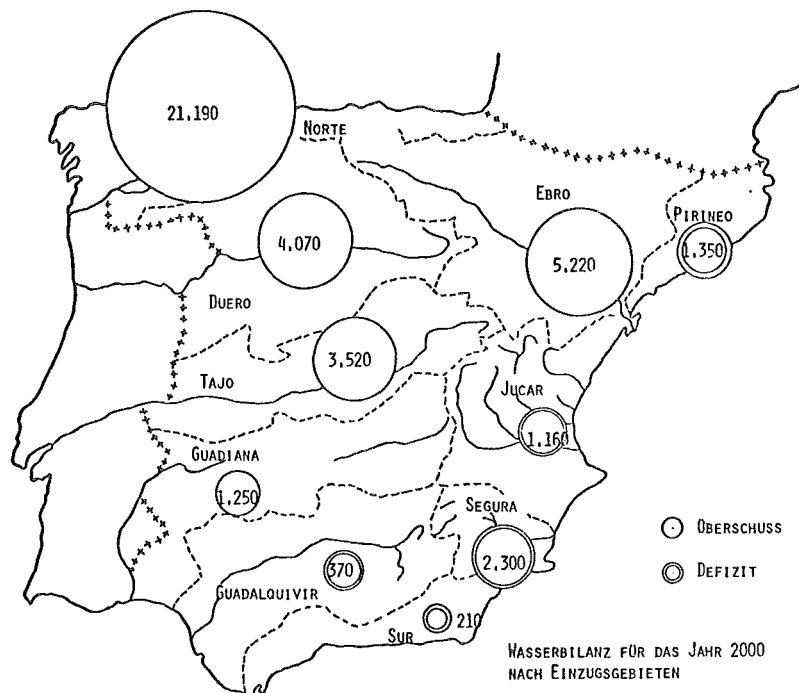 21.190
NORTE
EBRO
PIRINEO
4.070
1.350
5.220
DUERO
3.520
TAJO
JUCAR
1.160
GUADIANA
1.250
SEGURA
ÜBERSCHUSS
2.300
370
DEFIZIT
GUADALQUIVIR
210
SUR
WASSERBILANZ FÜR DAS JAHR 2000
NACH EINZUGSGEBIETEN